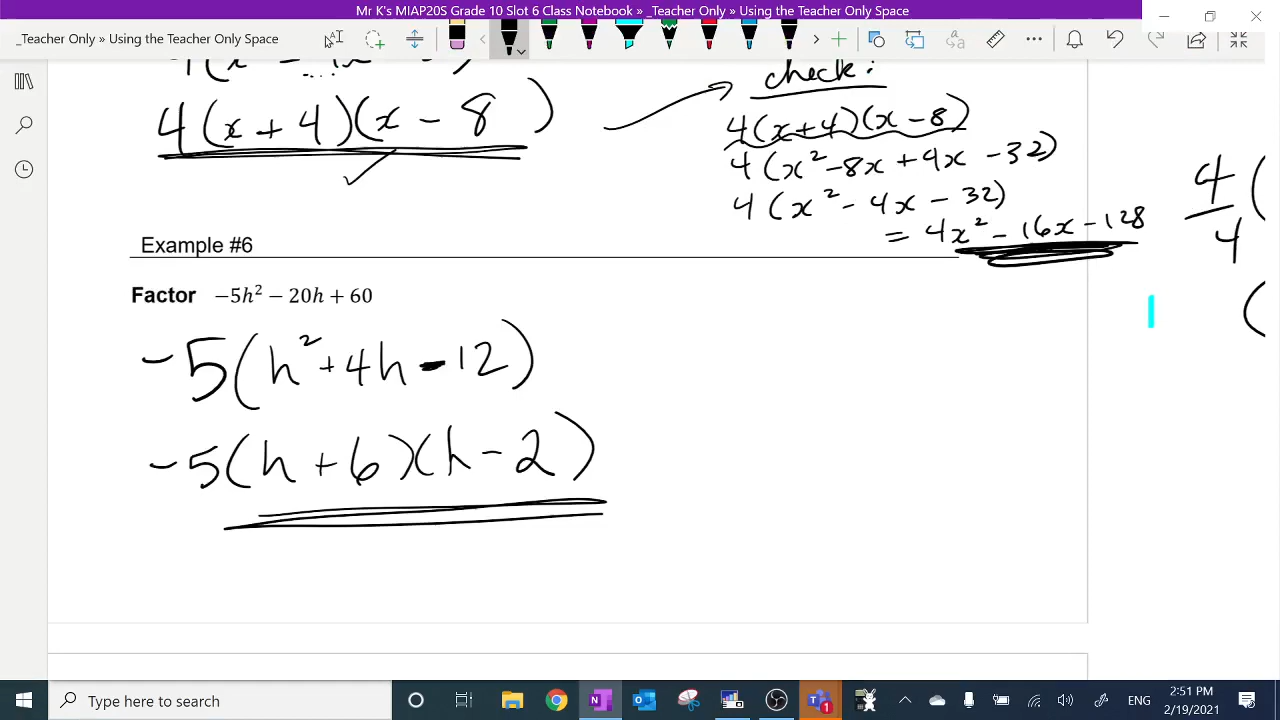 Mr K's MIAP20S Grade 10 Slot 6 Class Notebook » _Teacher Only » Using the Teacher Only Space
_Teacher Only » Using the Teacher Only Space
4(x+4)(x-8)
check:
4(x+4)(x-8)
4(x²-8x+4x-32)
4(x²-4x-32)
= 4x²-16x-128
4(
4
(
Example #6
Factor −5h² − 20h + 60
-5(h²+4h-12)
-5(h+6)(h-2)
Type here to search
1
ENG
2:51 PM
2/19/2021